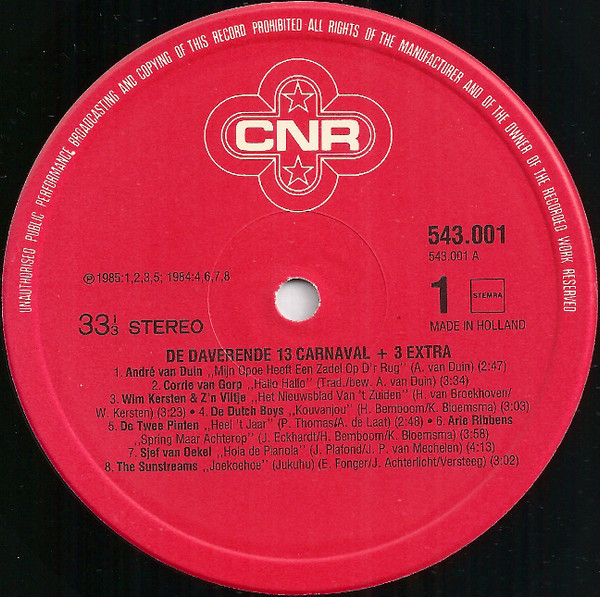 UNAUTHORISED PUBLIC PERFORMANCE BROADCASTING AND COPYING OF THIS RECORD PROHIBITED·ALL RIGHTS OF THE MANUFACTURER AND OF THE OWNER OF THE RECORDED WORK RESERVED
CNR
543.001
543.001 A
℗ 1985:1,2,3,5; 1984:4,6,7,8
1 STEMRA
33 1/3 STEREO
MADE IN HOLLAND
DE DAVERENDE 13 CARNAVAL + 3 EXTRA
1. André van Duin ,,Mijn Opoe Heeft Een Zadel Op D'r Rug” (A. van Duin) (2:47)
2. Corrie van Gorp ,,Hallo Hallo” (Trad./bew. A. van Duin) (3:34)
3. Wim Kersten & Z'n Viltje ,,Het Nieuwsblad Van 't Zuiden” (H. van Broekhoven/
W. Kersten) (3:23) • 4. De Dutch Boys ,,Kouvanjou” (H. Bemboom/K. Bloemsma) (3:03)
5. De Twee Pinten ,,Heel 't Jaar” (P. Thomas/A. de Laat) (2:48) • 6. Arie Ribbens
,,Spring Maar Achterop” (J. Eckhardt/H. Bemboom/K. Bloemsma) (3:58)
7. Sjef van Oekel ,,Hola de Pianola” (J. Plafond/J. P. van Mechelen) (4:13)
8. The Sunstreams ,,Joekoehoe” (Jukuhu) (E. Fonger/J. Achterlicht/Versteeg) (3:02)